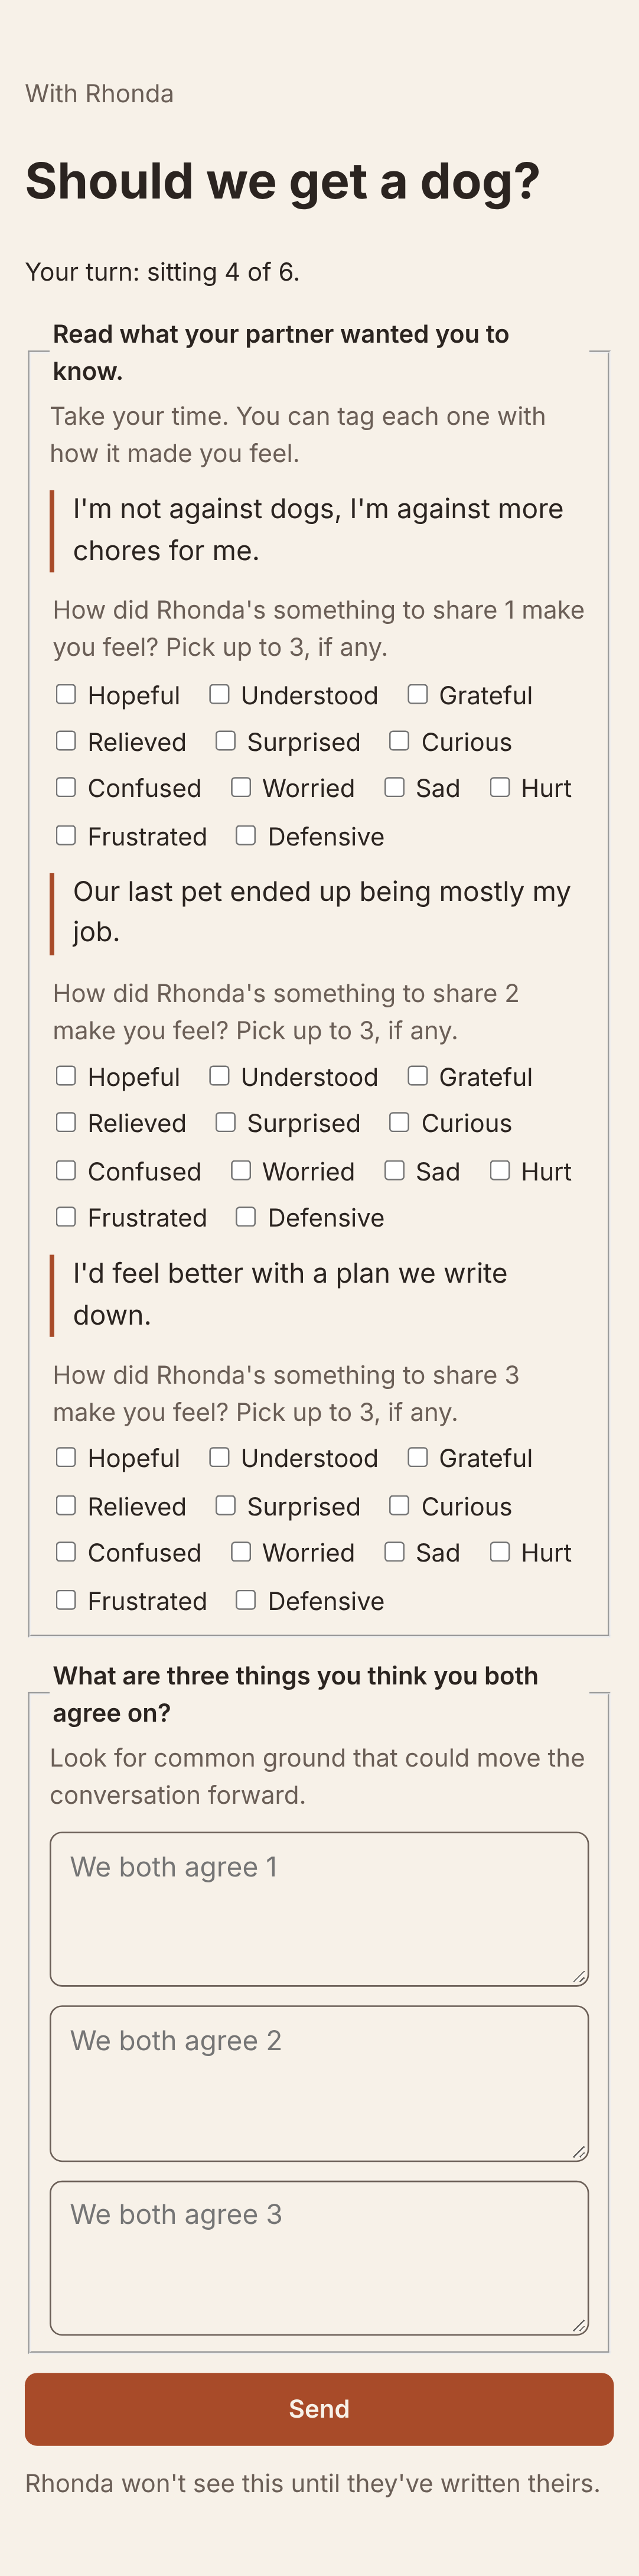 With Rhonda
Should we get a dog?
Your turn: sitting 4 of 6.
Read what your partner wanted you to
know.
Take your time. You can tag each one with
how it made you feel.
I'm not against dogs, I'm against more
chores for me.
How did Rhonda's something to share 1 make
you feel? Pick up to 3, if any.
Hopeful Understood Grateful
Relieved Surprised Curious
Confused Worried Sad Hurt
Frustrated Defensive
Our last pet ended up being mostly my
job.
How did Rhonda's something to share 2
make you feel? Pick up to 3, if any.
Hopeful Understood Grateful
Relieved Surprised Curious
Confused Worried Sad Hurt
Frustrated Defensive
I'd feel better with a plan we write
down.
How did Rhonda's something to share 3
make you feel? Pick up to 3, if any.
Hopeful Understood Grateful
Relieved Surprised Curious
Confused Worried Sad Hurt
Frustrated Defensive
What are three things you think you both
agree on?
Look for common ground that could move the
conversation forward.
We both agree 1
We both agree 2
We both agree 3
Send
Rhonda won't see this until they've written theirs.